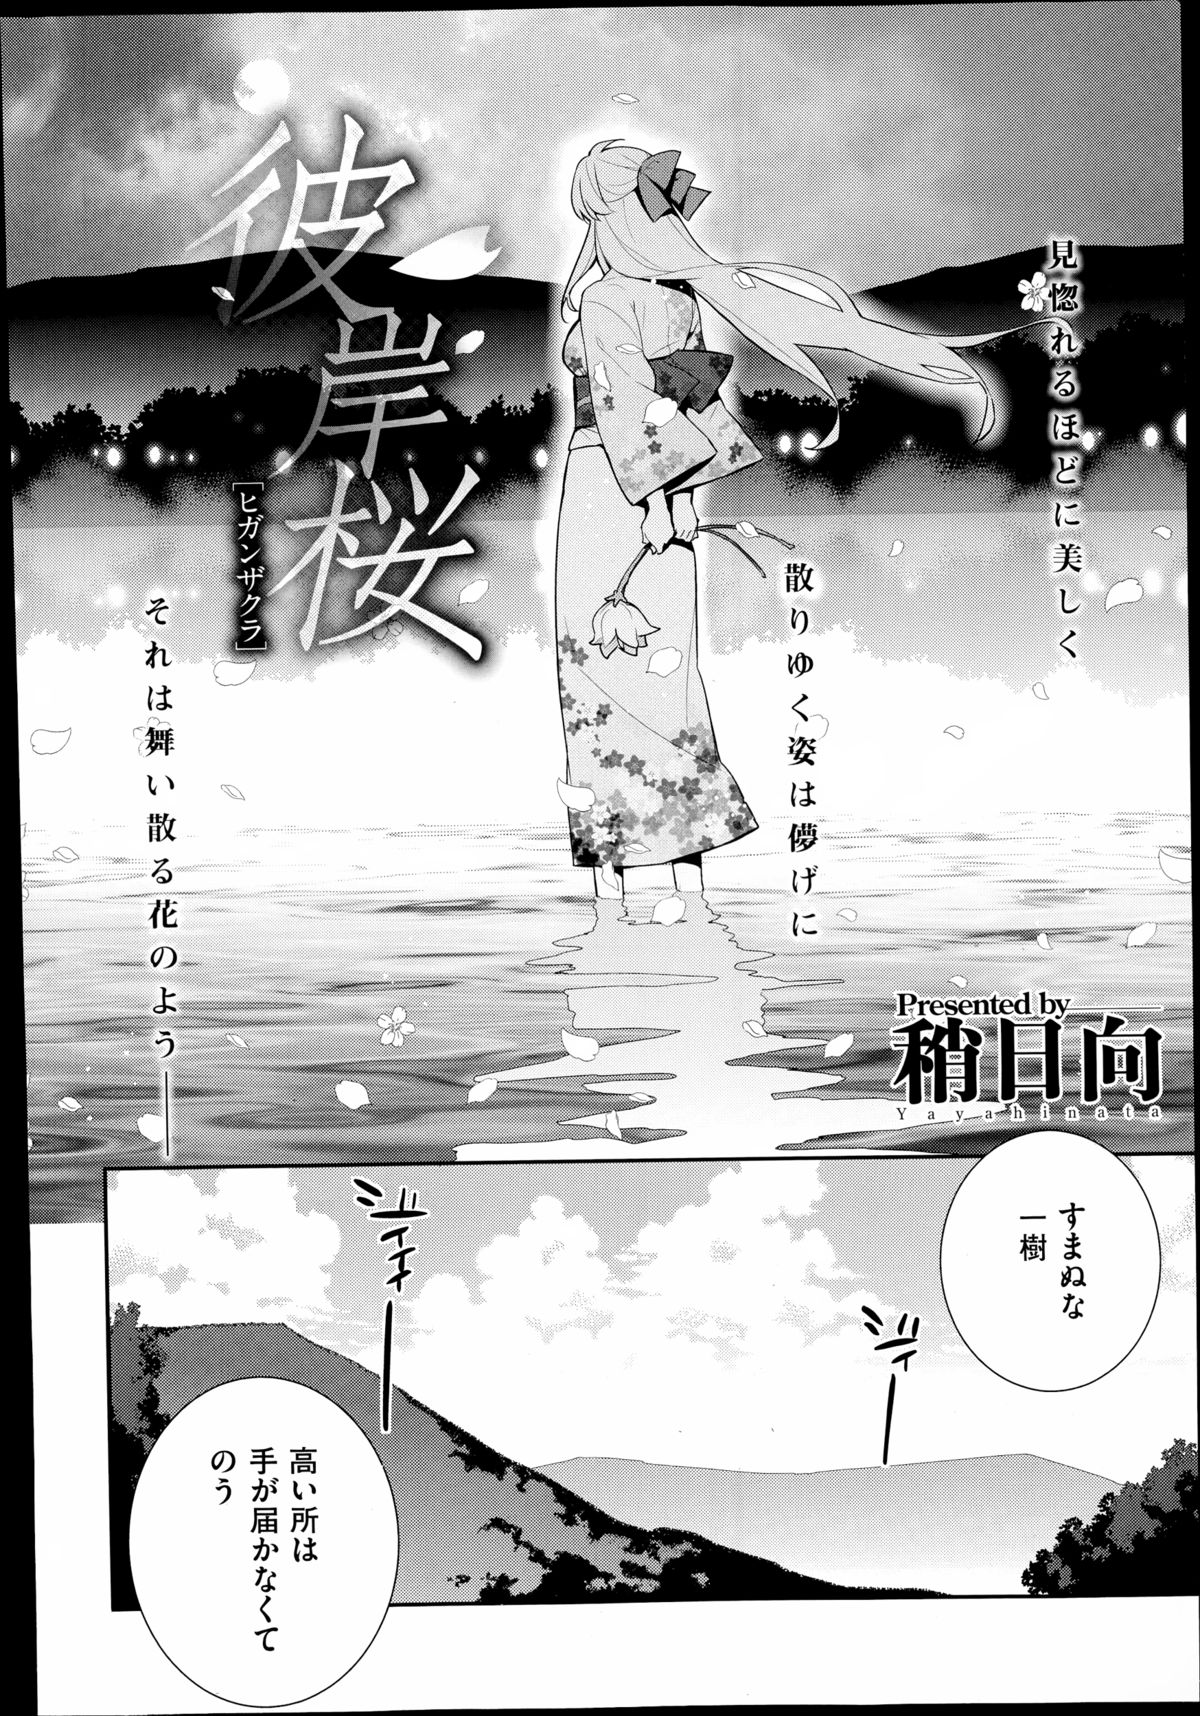 見惚れるほどに美しく
散りゆく姿は儚げに
彼岸桜
[ヒガンザクラ]
それは舞い散る花のよう――
Presented by
稍日向
Yayahinata
すまぬな
一樹
ジィ
ジィイイ
高い所は
手が届かなくて
のう